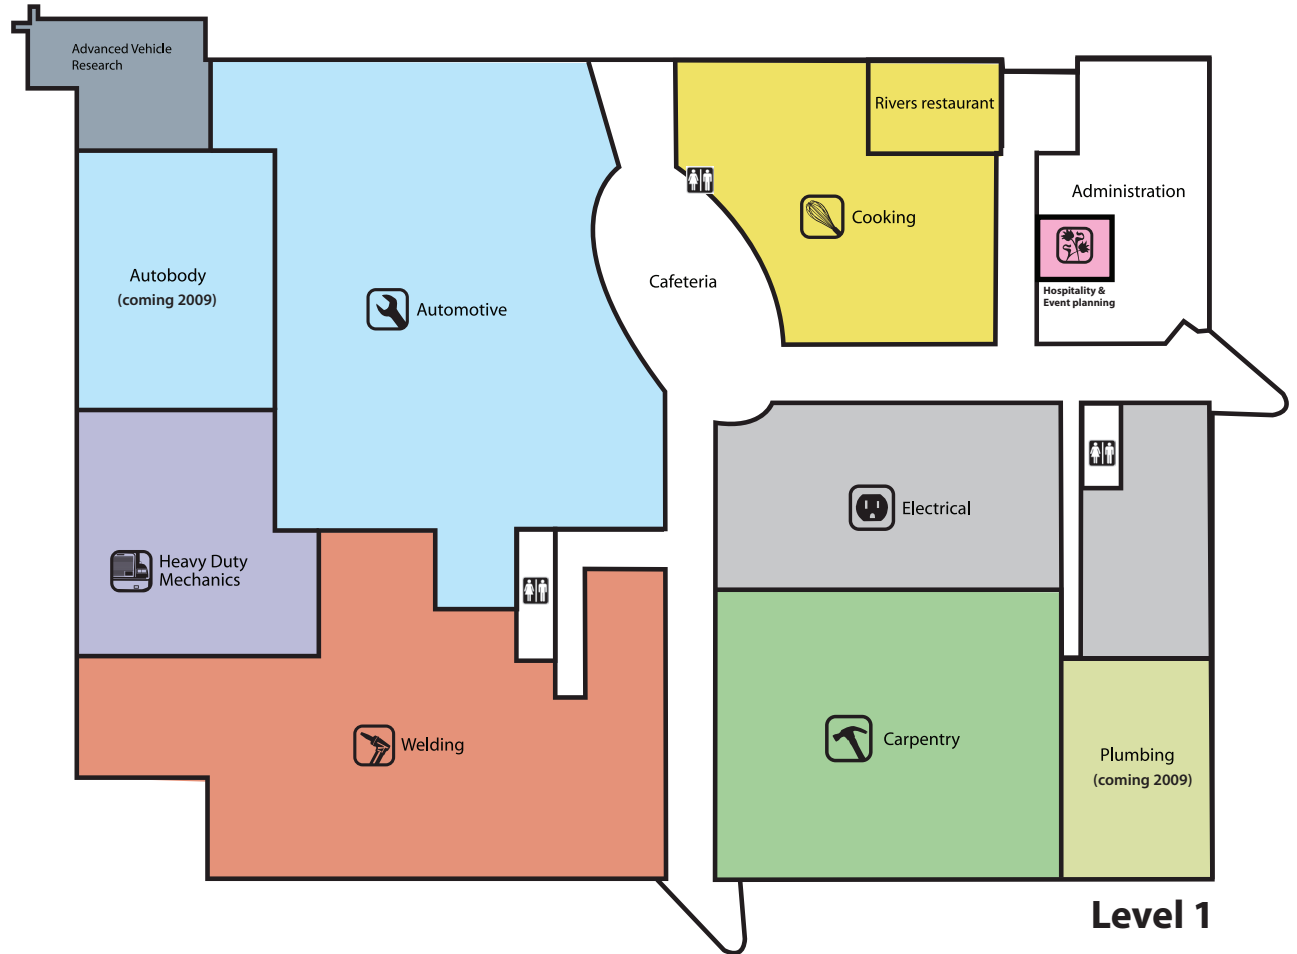 Advanced Vehicle
Research
Rivers restaurant
Administration
Cooking
Autobody
(coming 2009)
Cafeteria
Hospitality &
Event planning
Automotive
Electrical
Heavy Duty
Mechanics
Welding
Carpentry
Plumbing
(coming 2009)
Level 1